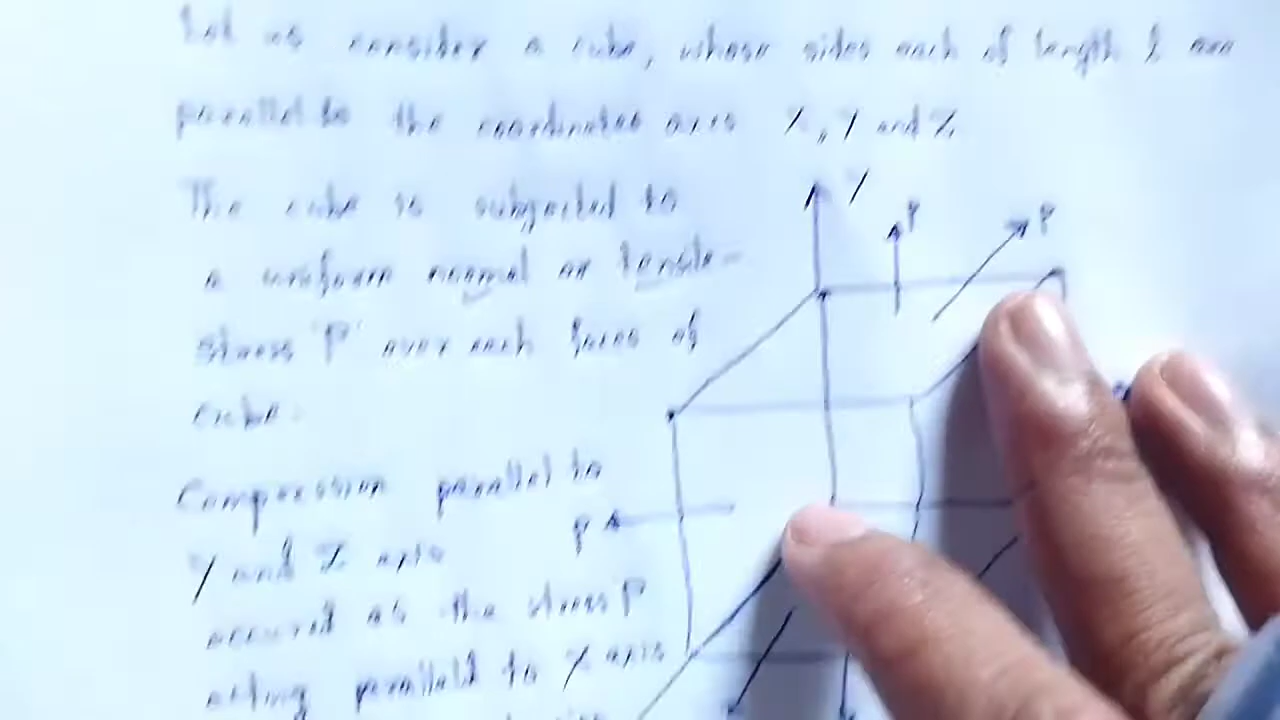 Let us consider a cube, whose sides each of length l are
parallel to the coordinates axes X, Y and Z
The cube is subjected to
a uniform normal or tensile-
stress 'P' over each faces of
cube.
Compression parallel to
Y and Z axis
occured as the stress P
acting parallel to X axis
Y
P
P
P